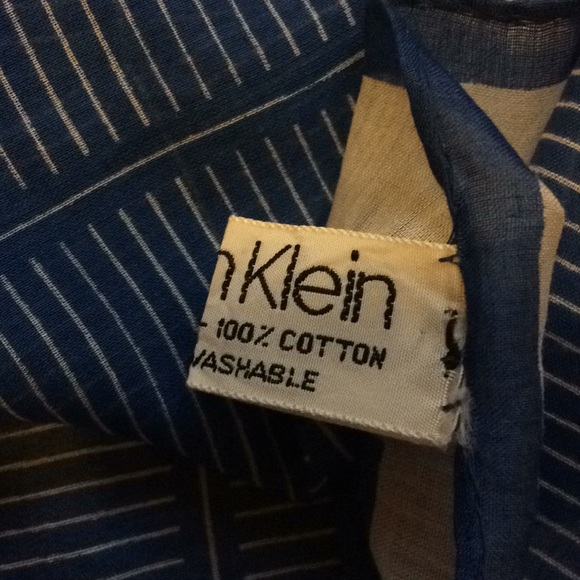 n Klein
- 100% COTTON
WASHABLE